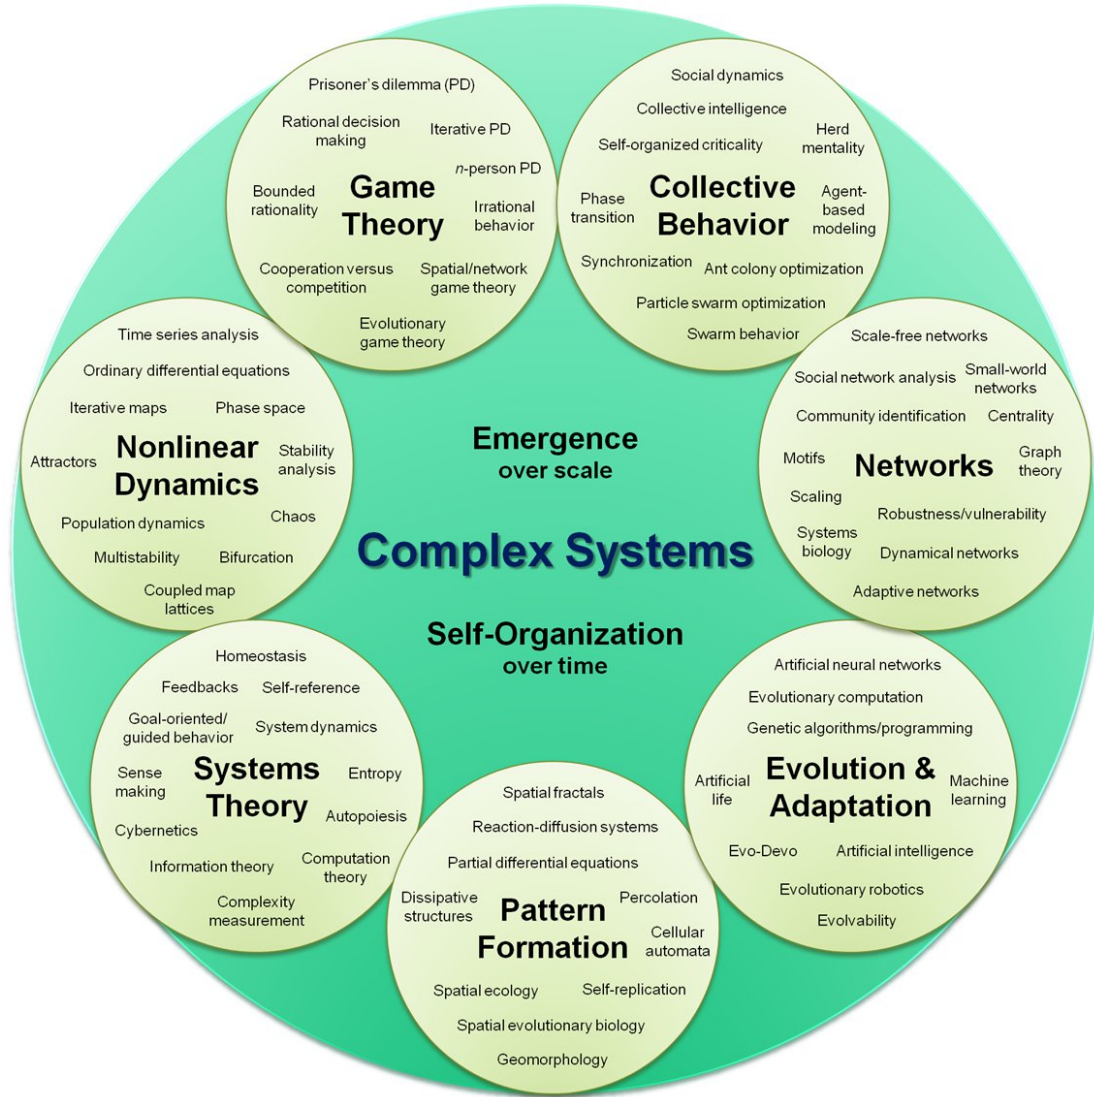 Prisoner's dilemma (PD)
Rational decision
making
Iterative PD
n-person PD
Game
Theory
Bounded
rationality
Irrational
behavior
Cooperation versus
competition
Spatial/network
game theory
Evolutionary
game theory
Social dynamics
Collective intelligence
Self-organized criticality
Herd
mentality
Collective
Behavior
Phase
transition
Agent-
based
modeling
Synchronization
Ant colony optimization
Particle swarm optimization
Swarm behavior
Time series analysis
Ordinary differential equations
Iterative maps
Phase space
Nonlinear
Dynamics
Attractors
Stability
analysis
Population dynamics
Chaos
Multistability
Bifurcation
Coupled map
lattices
Emergence
over scale
Complex Systems
Self-Organization
over time
Scale-free networks
Social network analysis
Small-world
networks
Community identification
Centrality
Motifs
Networks
Graph
theory
Scaling
Robustness/vulnerability
Systems
biology
Dynamical networks
Adaptive networks
Homeostasis
Feedbacks
Self-reference
Goal-oriented/
guided behavior
System dynamics
Sense
making
Systems
Theory
Entropy
Autopoiesis
Cybernetics
Information theory
Computation
theory
Complexity
measurement
Spatial fractals
Reaction-diffusion systems
Partial differential equations
Dissipative
structures
Pattern
Formation
Percolation
Cellular
automata
Spatial ecology
Self-replication
Spatial evolutionary biology
Geomorphology
Artificial neural networks
Evolutionary computation
Genetic algorithms/programming
Artificial
life
Evolution &
Adaptation
Machine
learning
Evo-Devo
Artificial intelligence
Evolutionary robotics
Evolvability